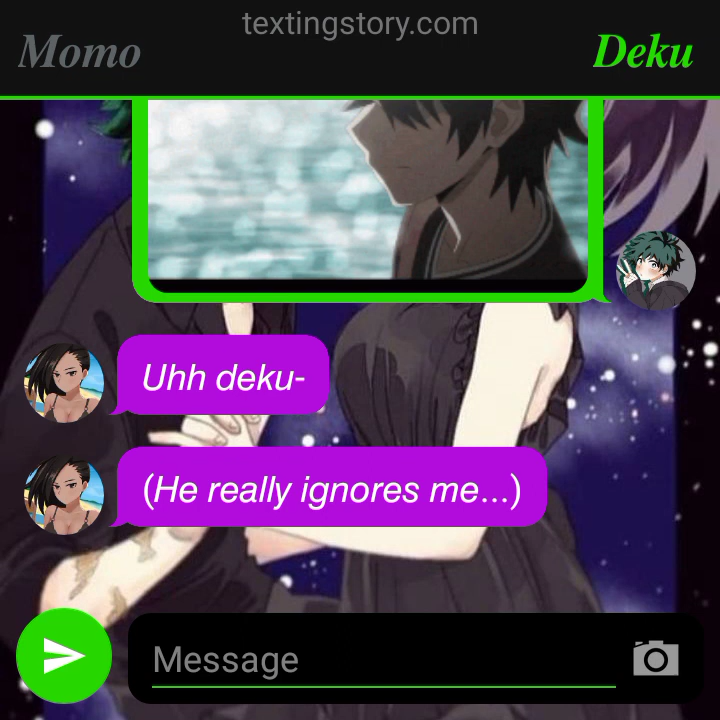 textingstory.com
Momo
Deku
Uhh deku-
(He really ignores me...)
Message